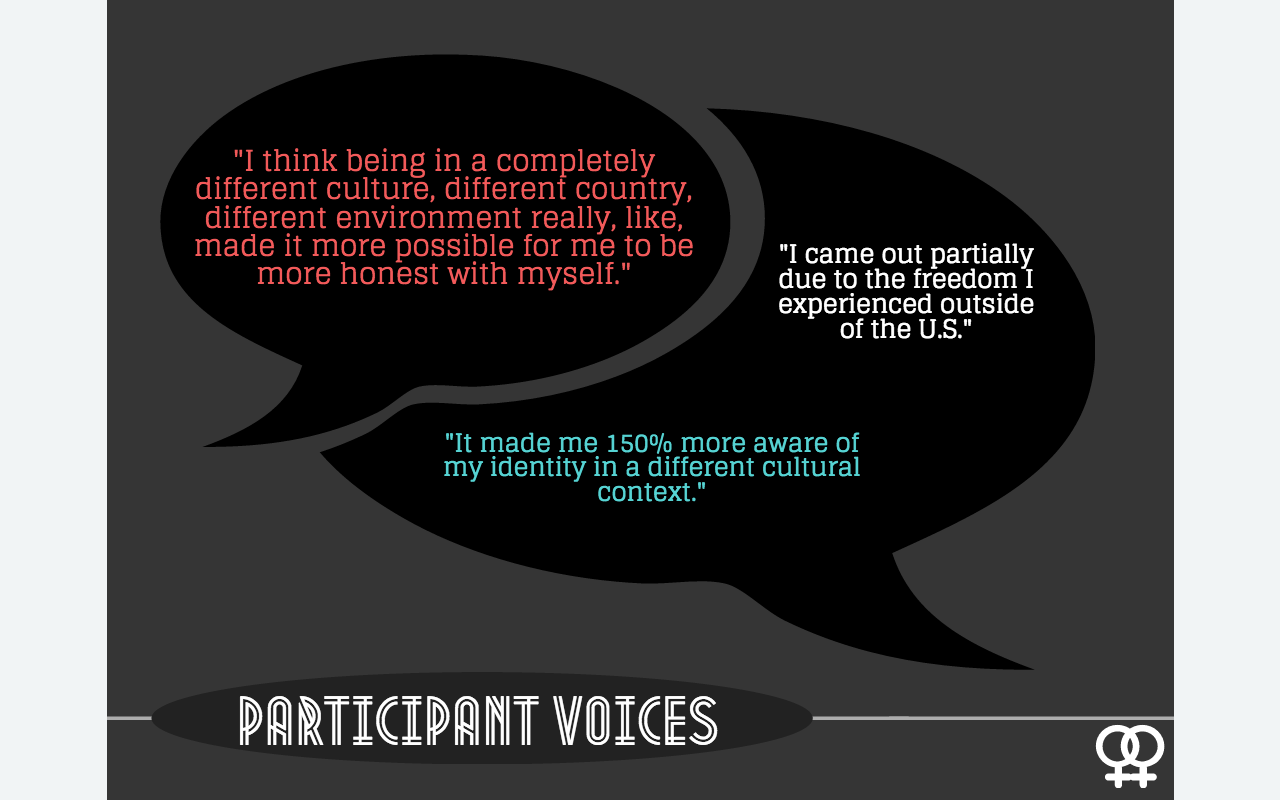 "I think being in a completely
different culture, different country,
different environment really, like,
made it more possible for me to be
more honest with myself."
"I came out partially
due to the freedom I
experienced outside
of the U.S."
"It made me 150% more aware of
my identity in a different cultural
context."
PARTICIPANT VOICES